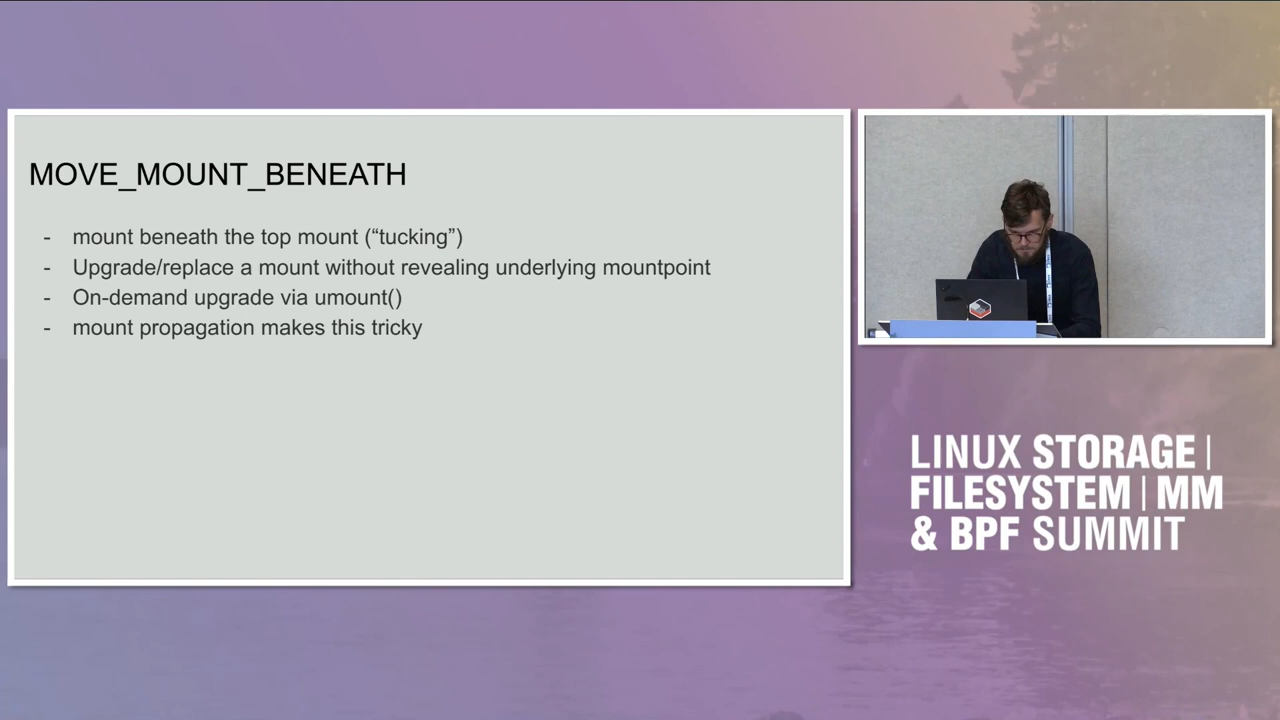 MOVE_MOUNT_BENEATH
- mount beneath the top mount (“tucking”)
- Upgrade/replace a mount without revealing underlying mountpoint
- On-demand upgrade via umount()
- mount propagation makes this tricky
LINUX STORAGE |
FILESYSTEM | MM
& BPF SUMMIT